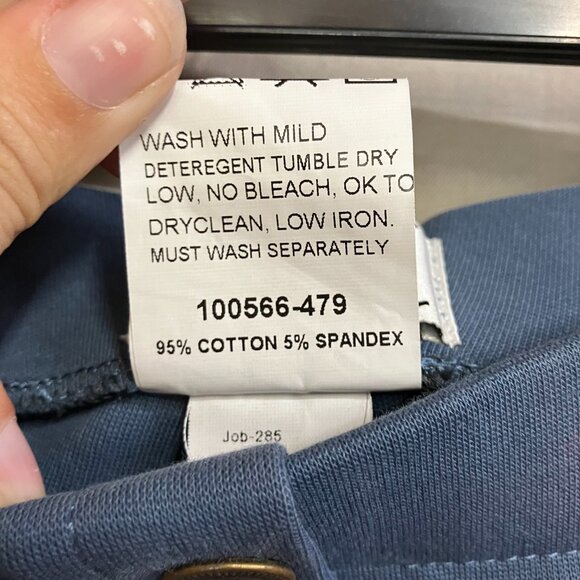 WASH WITH MILD
DETEREGENT TUMBLE DRY
LOW, NO BLEACH, OK TO
DRYCLEAN, LOW IRON.
MUST WASH SEPARATELY
100566-479
95% COTTON 5% SPANDEX
Job-285